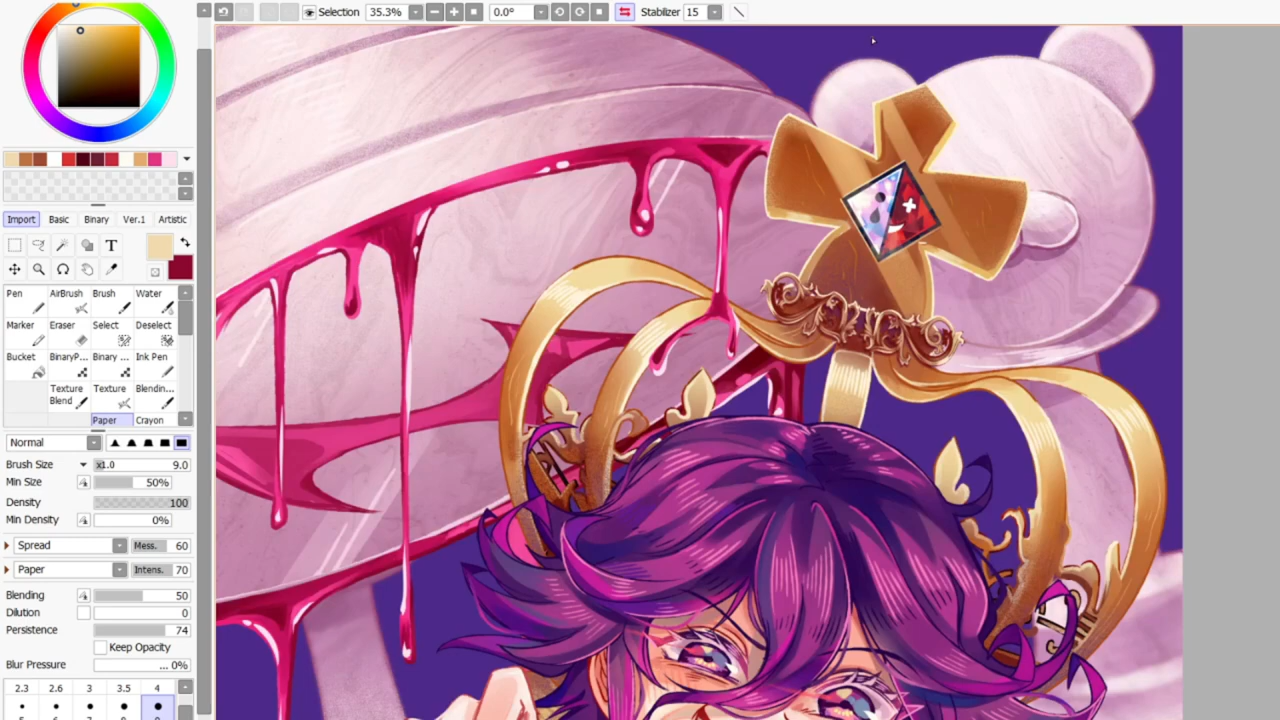 Selection 35.3% 0.0° Stabilizer 15
Import Basic Binary Ver.1 Artistic
T
Pen AirBrush Brush Water
Marker Eraser Select Deselect
Bucket BinaryP... Binary ... Ink Pen
Texture Blend Texture Blendin...
Paper Crayon
Normal
Brush Size x1.0 9.0
Min Size 50%
Density 100
Min Density 0%
Spread Mess. 60
Paper Intens. 70
Blending 50
Dilution 0
Persistence 74
Keep Opacity
Blur Pressure ... 0%
2.3 2.6 3 3.5 4